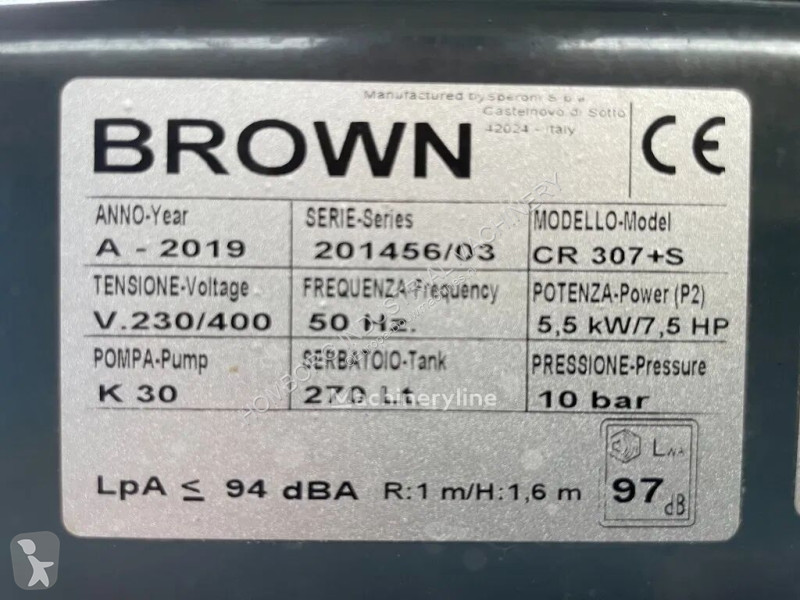 Manufactured by Speroni S.p.a.
Castelnovo di Sotto
42024 - Italy
BROWN
CE
ANNO-Year
A - 2019
SERIE-Series
201456/03
MODELLO-Model
CR 307+S
TENSIONE-Voltage
V.230/400
FREQUENZA-Frequency
50 Hz.
POTENZA-Power (P2)
5,5 kW/7,5 HP
POMPA-Pump
K 30
SERBATOIO-Tank
270 Lt.
PRESSIONE-Pressure
10 bar
Machineryline
LpA ≤ 94 dBA R:1 m/H:1,6 m
LWA
97 dB